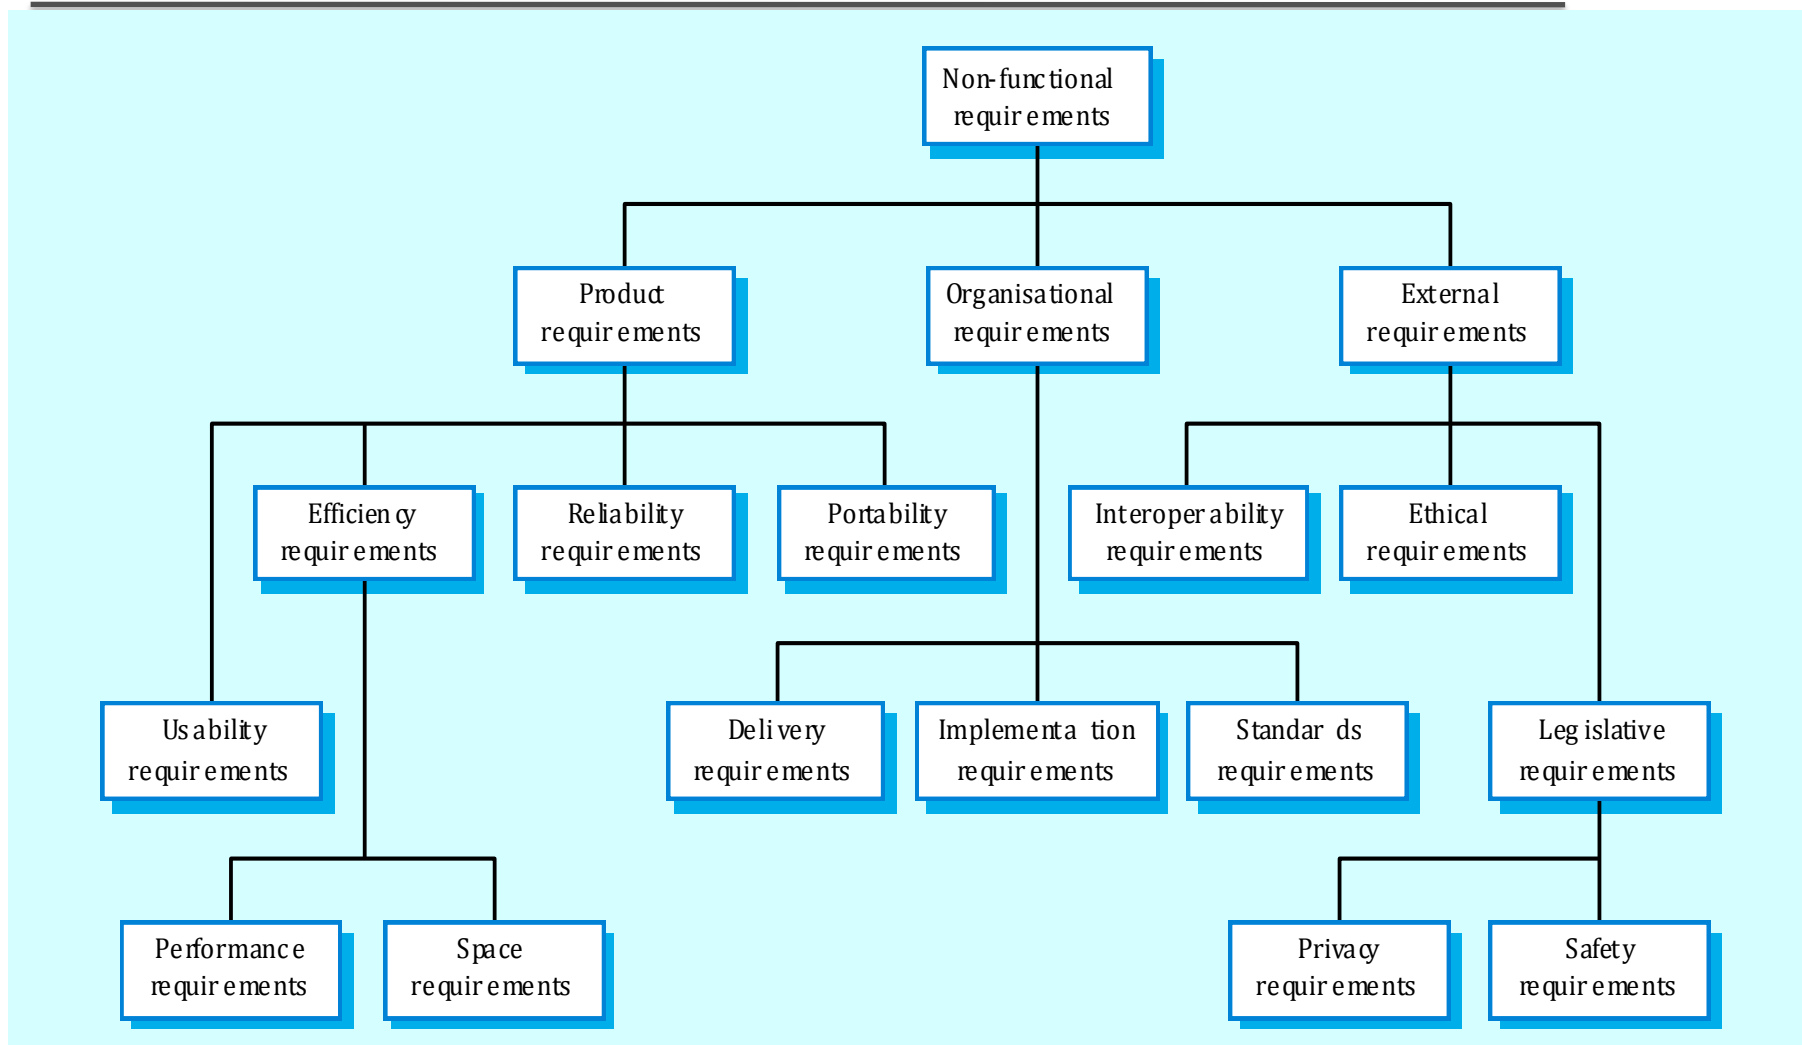 Non-functional
requirements
Product
requirements
Organisational
requirements
External
requirements
Efficiency
requirements
Reliability
requirements
Portability
requirements
Interoperability
requirements
Ethical
requirements
Usability
requirements
Delivery
requirements
Implementation
requirements
Standards
requirements
Legislative
requirements
Performance
requirements
Space
requirements
Privacy
requirements
Safety
requirements